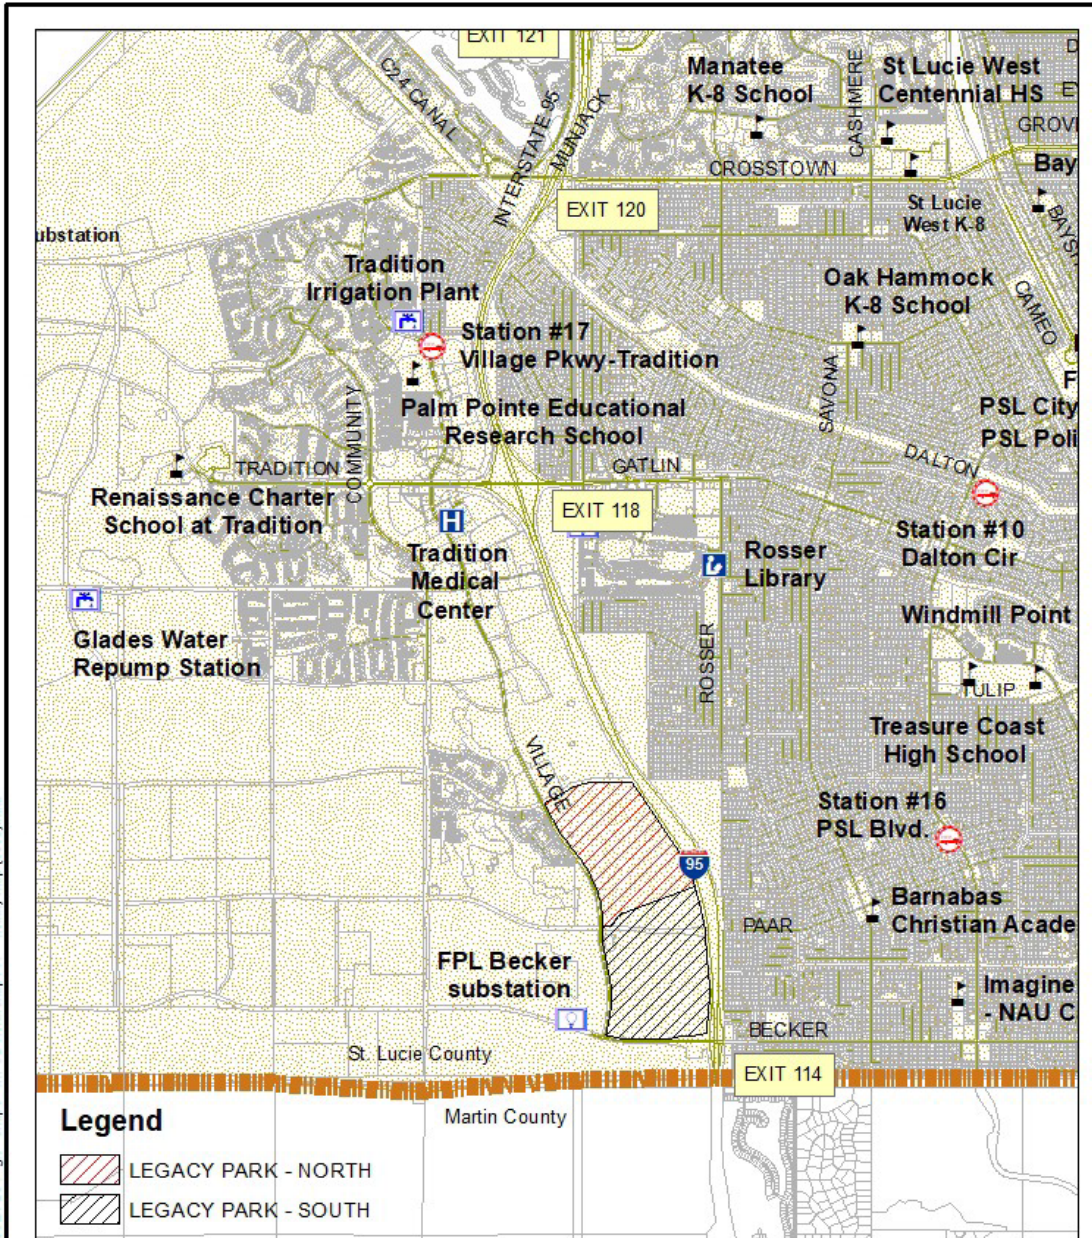 EXIT 121
C24 CANAL
INTERSTATE 95
MUNJACK
Manatee
K-8 School
CASHMERE
St Lucie West
Centennial HS
CROSSTOWN
EXIT 120
St Lucie
West K-8
Bay
ubstation
Tradition
Irrigation Plant
Oak Hammock
K-8 School
CAMEO
Station #17
Village Pkwy-Tradition
SAVONA
COMMUNITY
Palm Pointe Educational
Research School
PSL City
PSL Poli
TRADITION
GATLIN
DALTON
Renaissance Charter
School at Tradition
EXIT 118
H
Station #10
Dalton Cir
Tradition
Medical
Center
Rosser
Library
Windmill Point
Glades Water
Repump Station
ROSSER
TULIP
Treasure Coast
High School
VILLAGE
Station #16
PSL Blvd.
95
Barnabas
Christian Acade
PAAR
FPL Becker
substation
Imagine
- NAU C
BECKER
St. Lucie County
EXIT 114
Martin County
Legend
LEGACY PARK - NORTH
LEGACY PARK - SOUTH